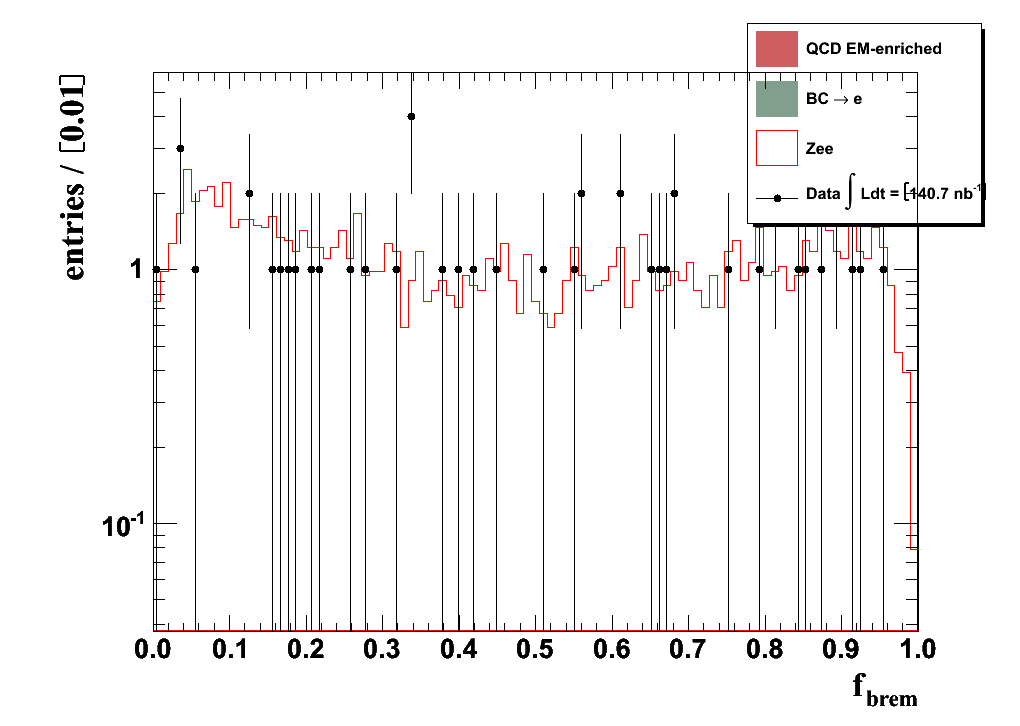 QCD EM-enriched
BC → e
Zee
Data ∫ Ldt = [140.7 nb⁻¹]
entries / [0.01]
1
10⁻¹
0.0 0.1 0.2 0.3 0.4 0.5 0.6 0.7 0.8 0.9 1.0
f_brem